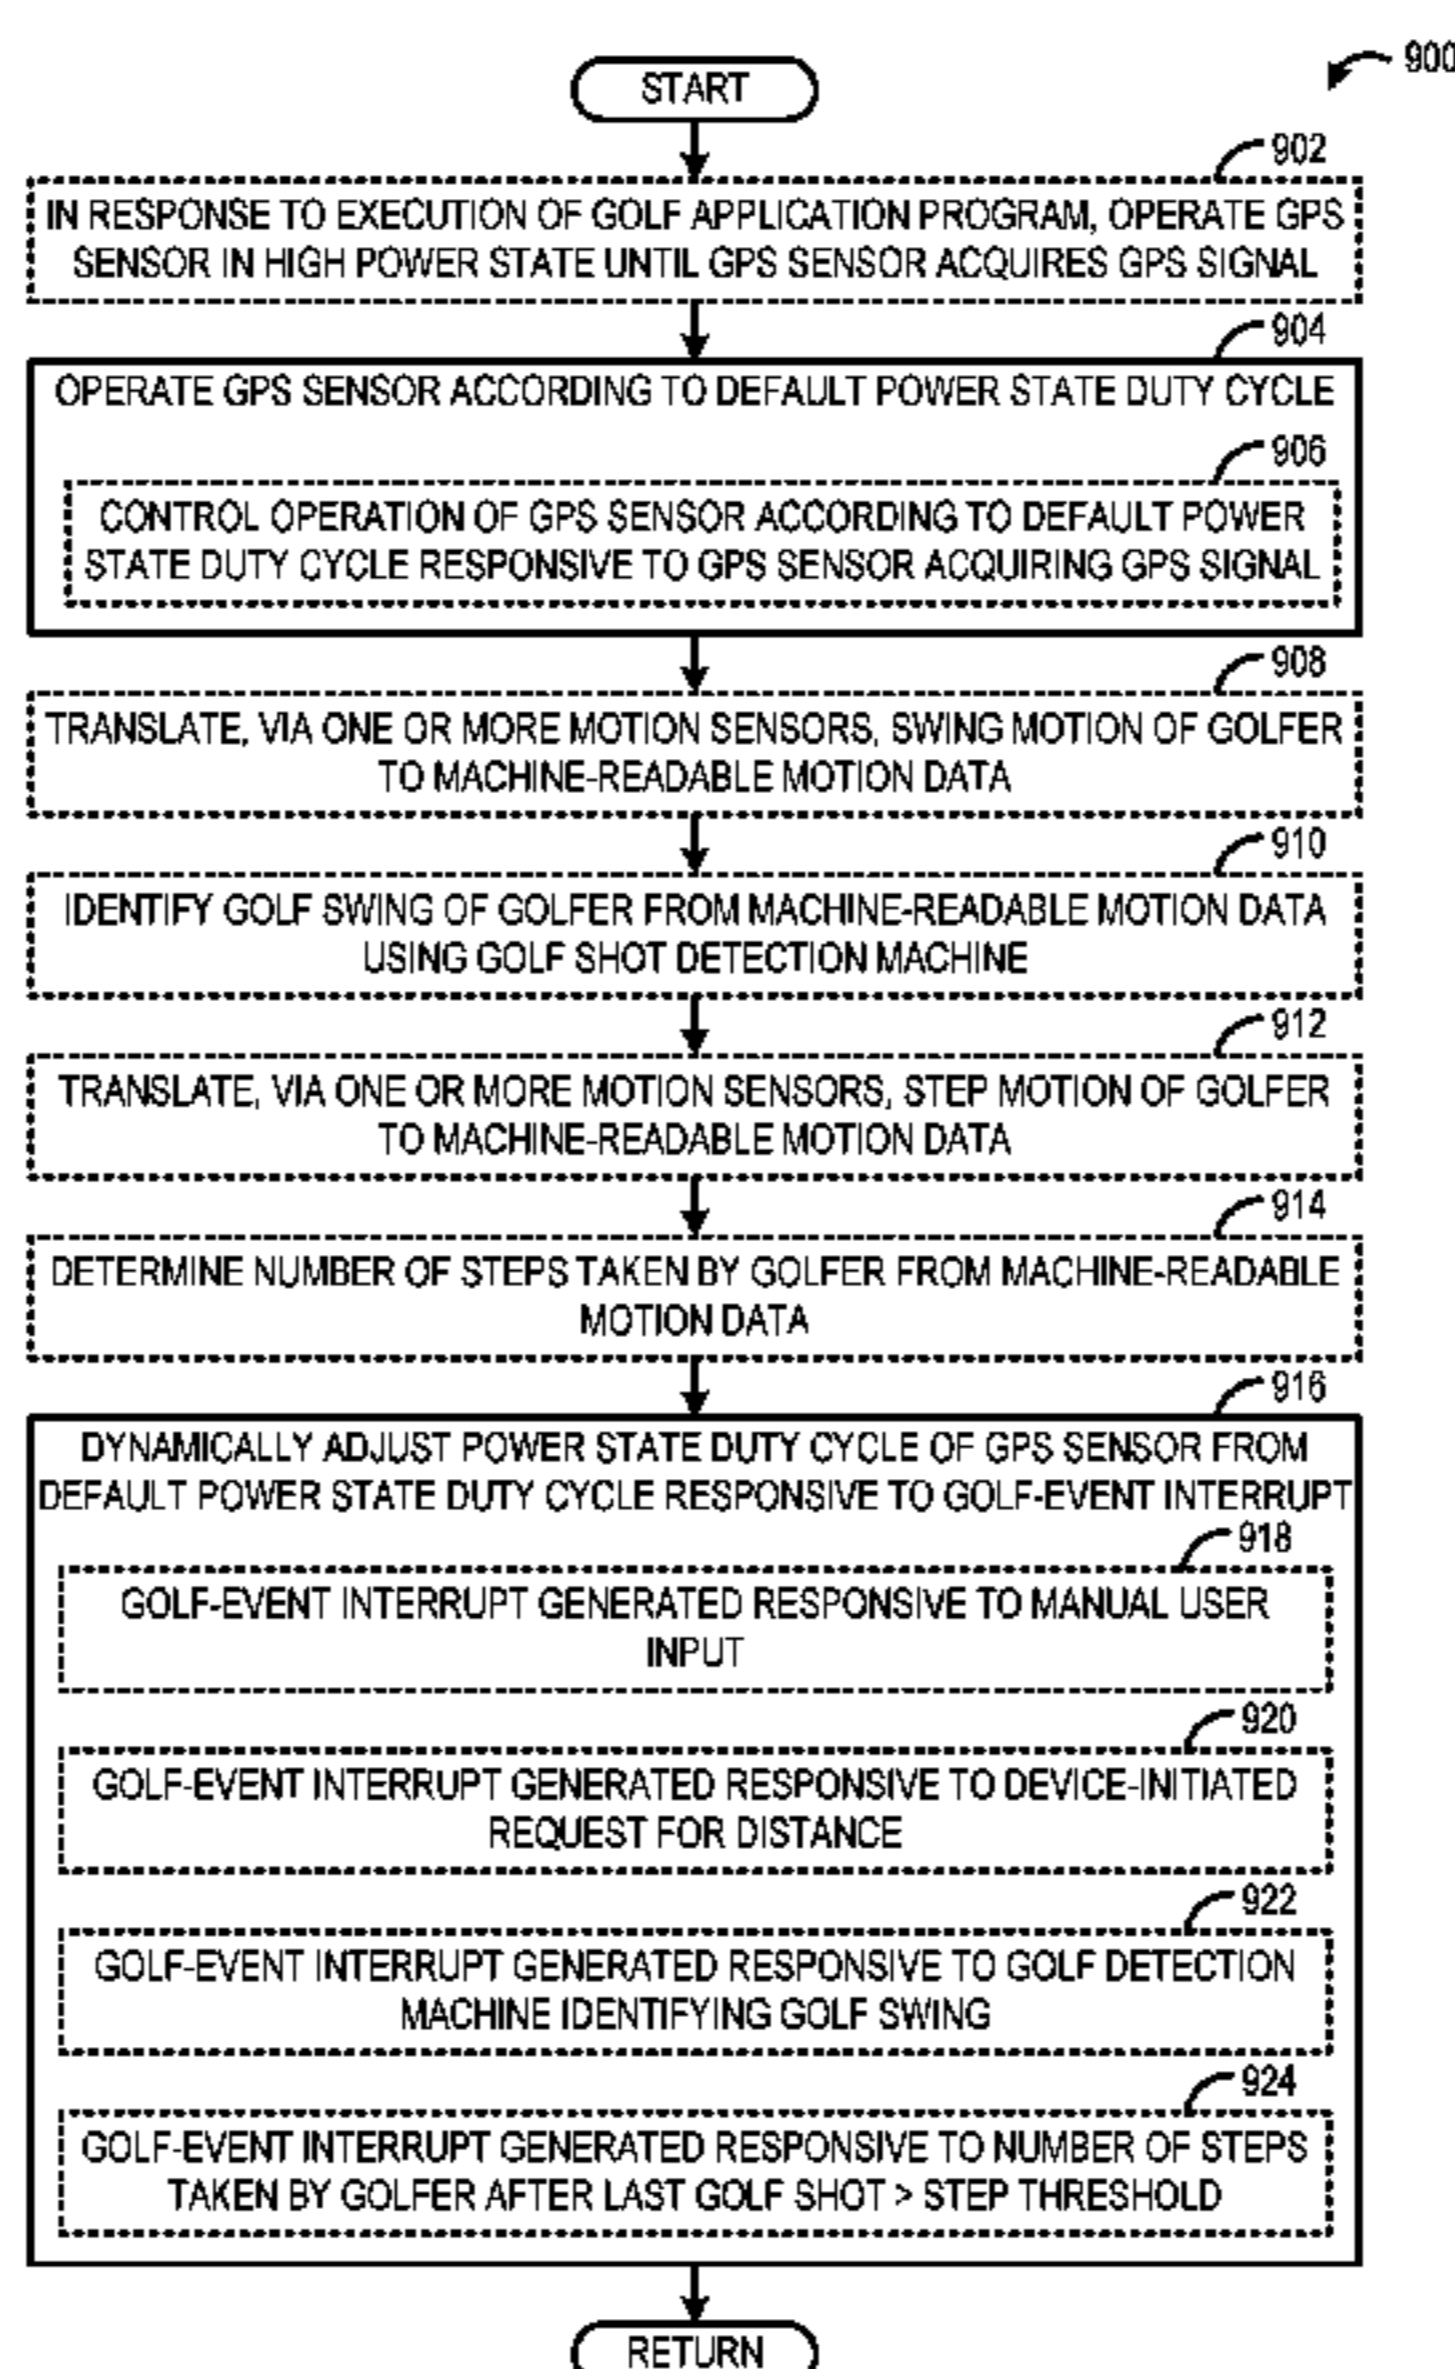 900
START
902
IN RESPONSE TO EXECUTION OF GOLF APPLICATION PROGRAM, OPERATE GPS
SENSOR IN HIGH POWER STATE UNTIL GPS SENSOR ACQUIRES GPS SIGNAL
904
OPERATE GPS SENSOR ACCORDING TO DEFAULT POWER STATE DUTY CYCLE
906
CONTROL OPERATION OF GPS SENSOR ACCORDING TO DEFAULT POWER
STATE DUTY CYCLE RESPONSIVE TO GPS SENSOR ACQUIRING GPS SIGNAL
908
TRANSLATE, VIA ONE OR MORE MOTION SENSORS, SWING MOTION OF GOLFER
TO MACHINE-READABLE MOTION DATA
910
IDENTIFY GOLF SWING OF GOLFER FROM MACHINE-READABLE MOTION DATA
USING GOLF SHOT DETECTION MACHINE
912
TRANSLATE, VIA ONE OR MORE MOTION SENSORS, STEP MOTION OF GOLFER
TO MACHINE-READABLE MOTION DATA
914
DETERMINE NUMBER OF STEPS TAKEN BY GOLFER FROM MACHINE-READABLE
MOTION DATA
916
DYNAMICALLY ADJUST POWER STATE DUTY CYCLE OF GPS SENSOR FROM
DEFAULT POWER STATE DUTY CYCLE RESPONSIVE TO GOLF-EVENT INTERRUPT
918
GOLF-EVENT INTERRUPT GENERATED RESPONSIVE TO MANUAL USER
INPUT
920
GOLF-EVENT INTERRUPT GENERATED RESPONSIVE TO DEVICE-INITIATED
REQUEST FOR DISTANCE
922
GOLF-EVENT INTERRUPT GENERATED RESPONSIVE TO GOLF DETECTION
MACHINE IDENTIFYING GOLF SWING
924
GOLF-EVENT INTERRUPT GENERATED RESPONSIVE TO NUMBER OF STEPS
TAKEN BY GOLFER AFTER LAST GOLF SHOT > STEP THRESHOLD
RETURN